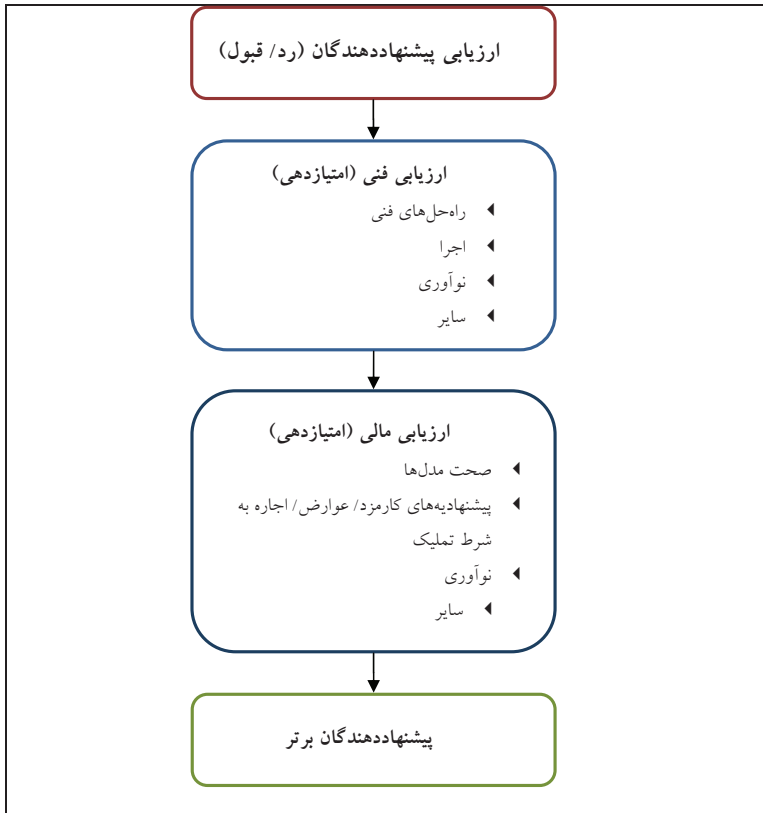 ارزیابی پیشنهاددهندگان (رد/ قبول)
ارزیابی فنی (امتیازدهی)
راه‌حل‌های فنی
اجرا
نوآوری
سایر
ارزیابی مالی (امتیازدهی)
صحت مدل‌ها
پیشنهادیه‌های کارمزد/ عوارض/ اجاره به
شرط تملیک
نوآوری
سایر
پیشنهاددهندگان برتر